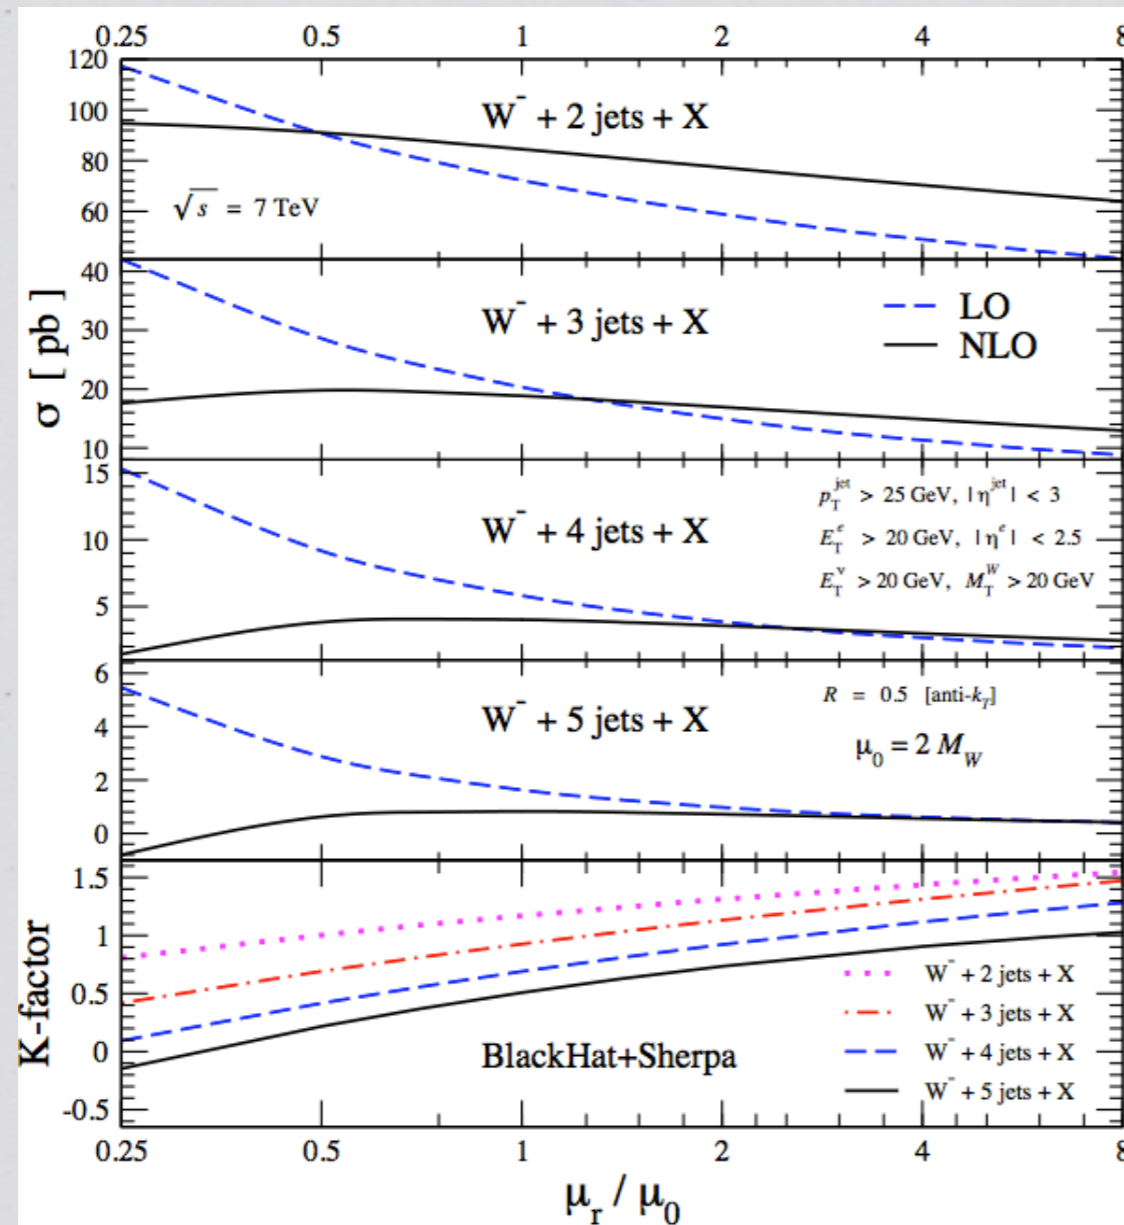 0.25 0.5 1 2 4 8
120
100
80
60
W⁻ + 2 jets + X
√s = 7 TeV
40
30
20
10
W⁻ + 3 jets + X
LO
NLO
σ [ pb ]
15
10
5
W⁻ + 4 jets + X
p_T^jet > 25 GeV, |η^jet| < 3
E_T^e > 20 GeV, |η^e| < 2.5
E_T^ν > 20 GeV, M_T^W > 20 GeV
6
4
2
0
W⁻ + 5 jets + X
R = 0.5 [anti-k_T]
μ₀ = 2 M_W
1.5
1
0.5
0
-0.5
K-factor
BlackHat+Sherpa
W⁻ + 2 jets + X
W⁻ + 3 jets + X
W⁻ + 4 jets + X
W⁻ + 5 jets + X
0.25 0.5 1 2 4 8
μ_r / μ₀